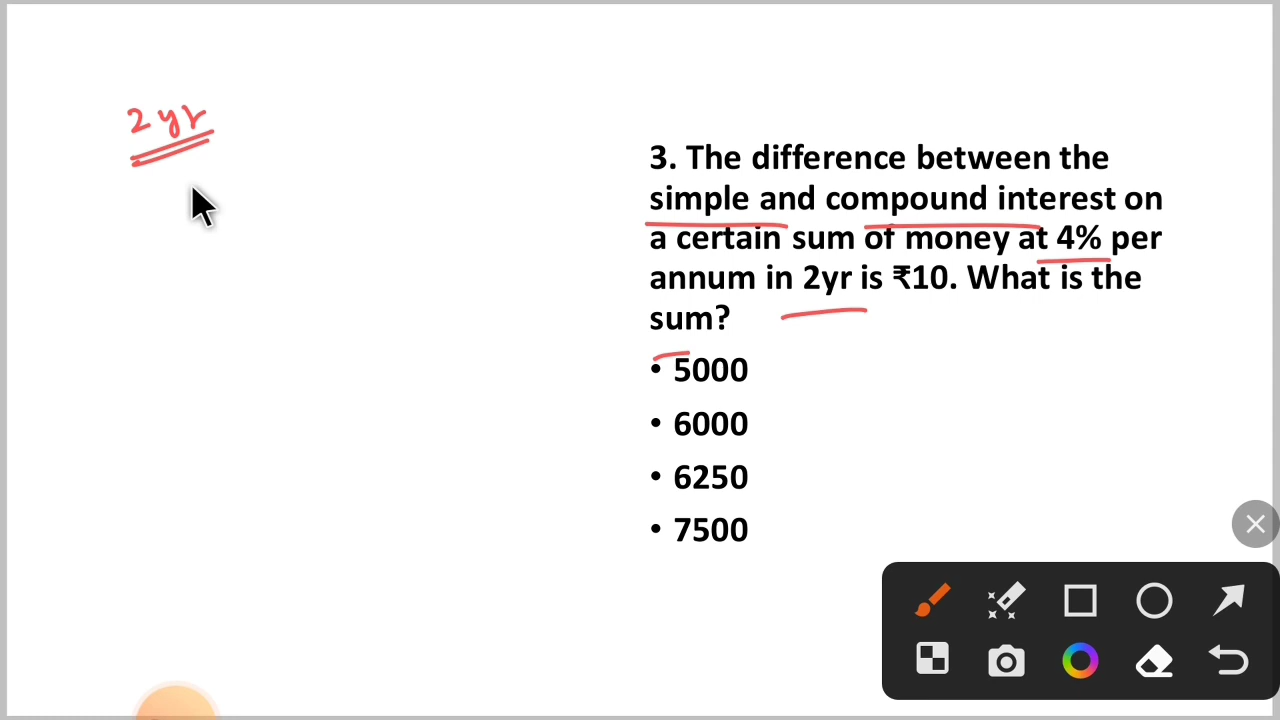 2 yr
3. The difference between the
simple and compound interest on
a certain sum of money at 4% per
annum in 2yr is ₹10. What is the
sum?
• 5000
• 6000
• 6250
• 7500